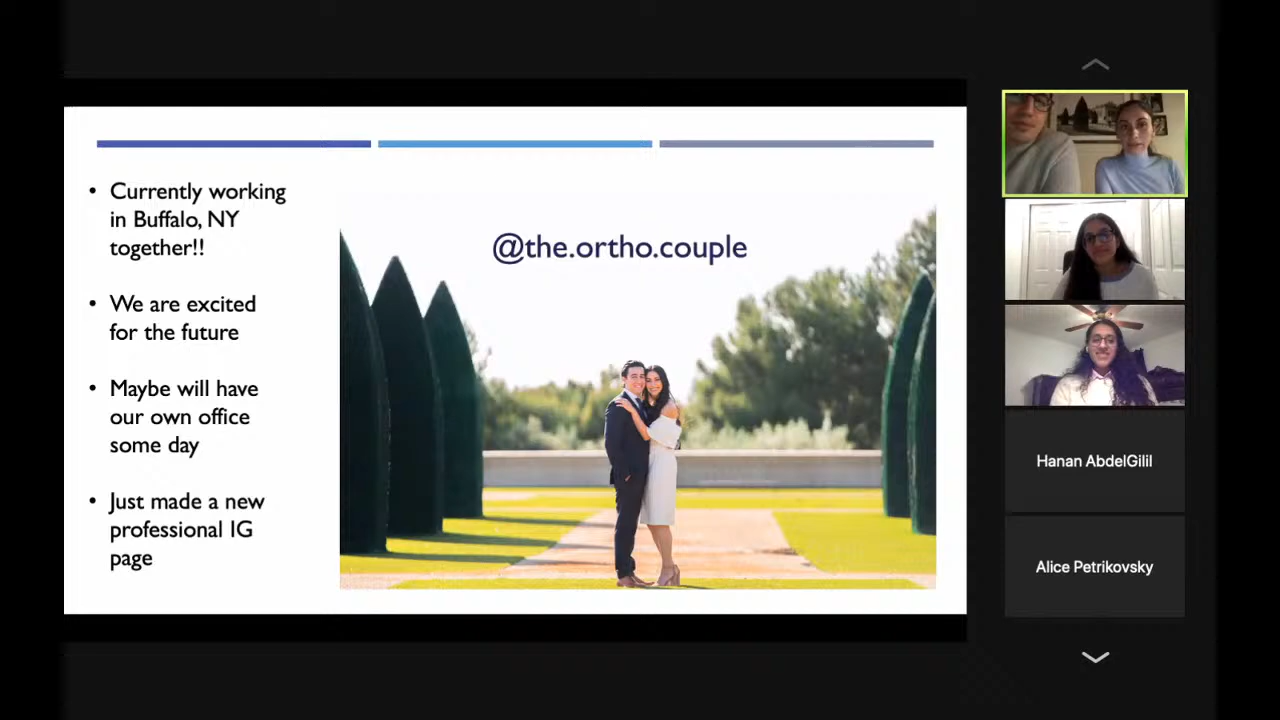 • Currently working
in Buffalo, NY
together!!
• We are excited
for the future
• Maybe will have
our own office
some day
• Just made a new
professional IG
page
@the.ortho.couple
Hanan AbdelGilil
Alice Petrikovsky